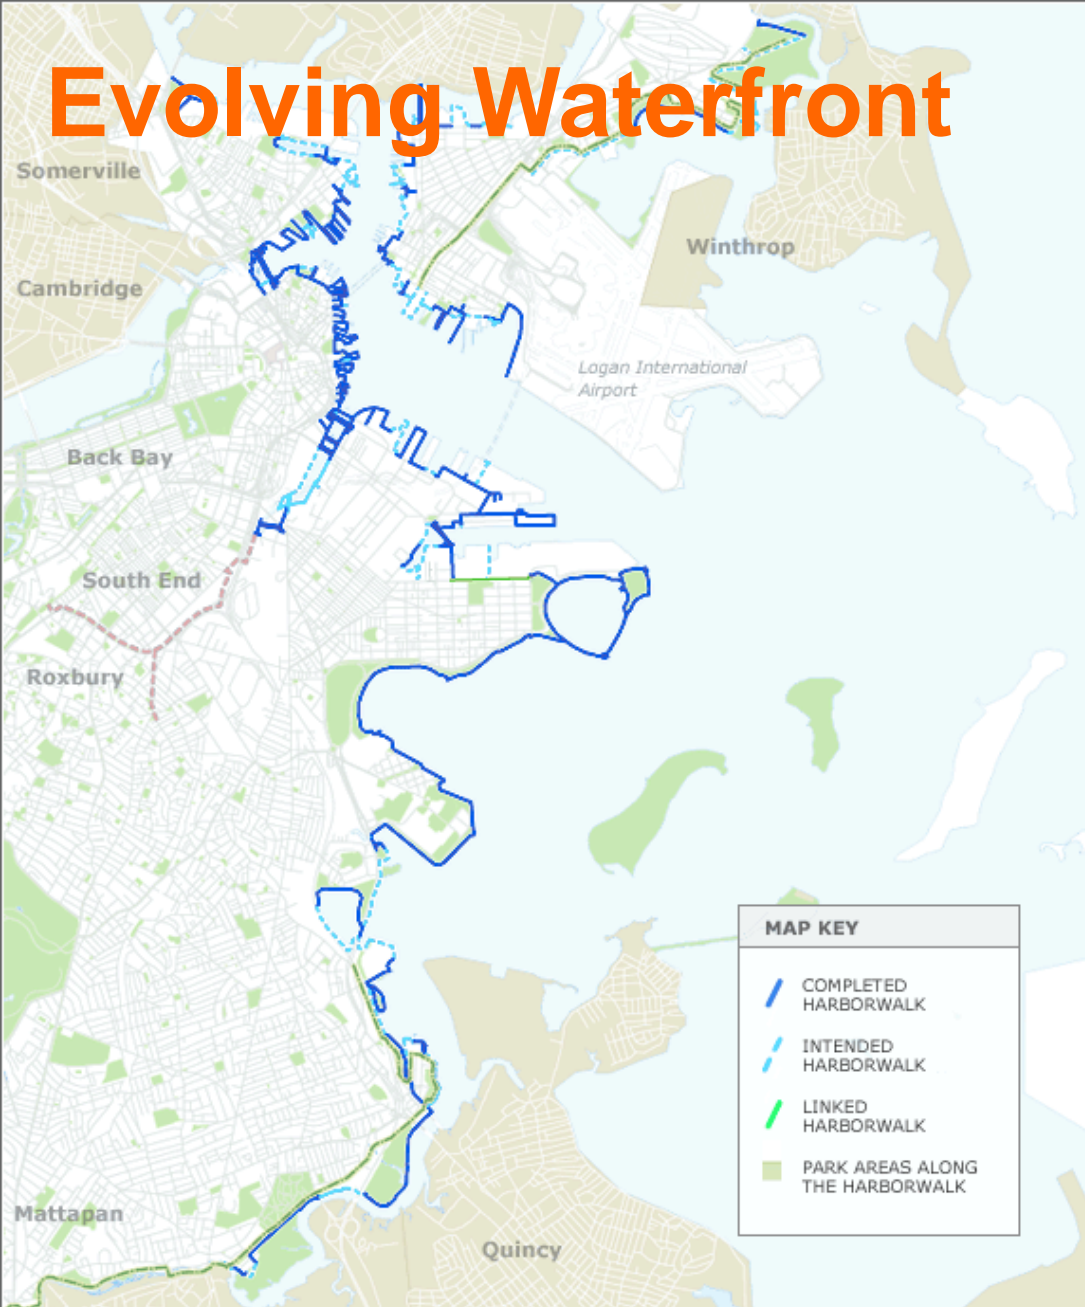 Evolving Waterfront
Somerville
Winthrop
Cambridge
Logan International
Airport
Back Bay
South End
Roxbury
MAP KEY
COMPLETED
HARBORWALK
INTENDED
HARBORWALK
LINKED
HARBORWALK
PARK AREAS ALONG
THE HARBORWALK
Mattapan
Quincy